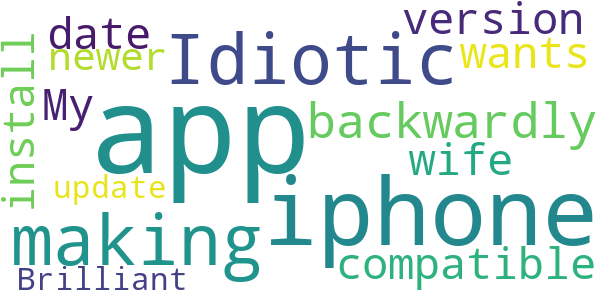 date
version
newer
Idiotic
wants
install
My
app
backwardly
wife
update
iphone
making
compatible
Brilliant